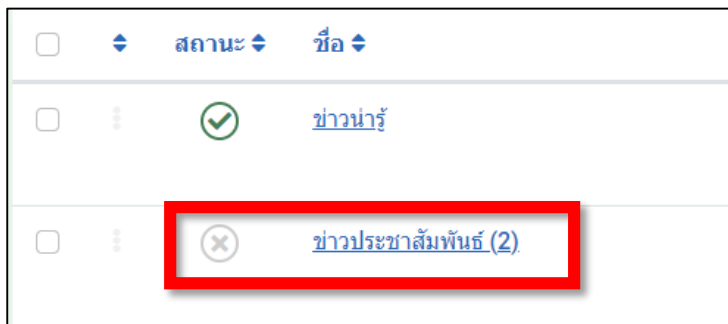 สถานะ ชื่อ
ข่าวน่ารู้
ข่าวประชาสัมพันธ์ (2)